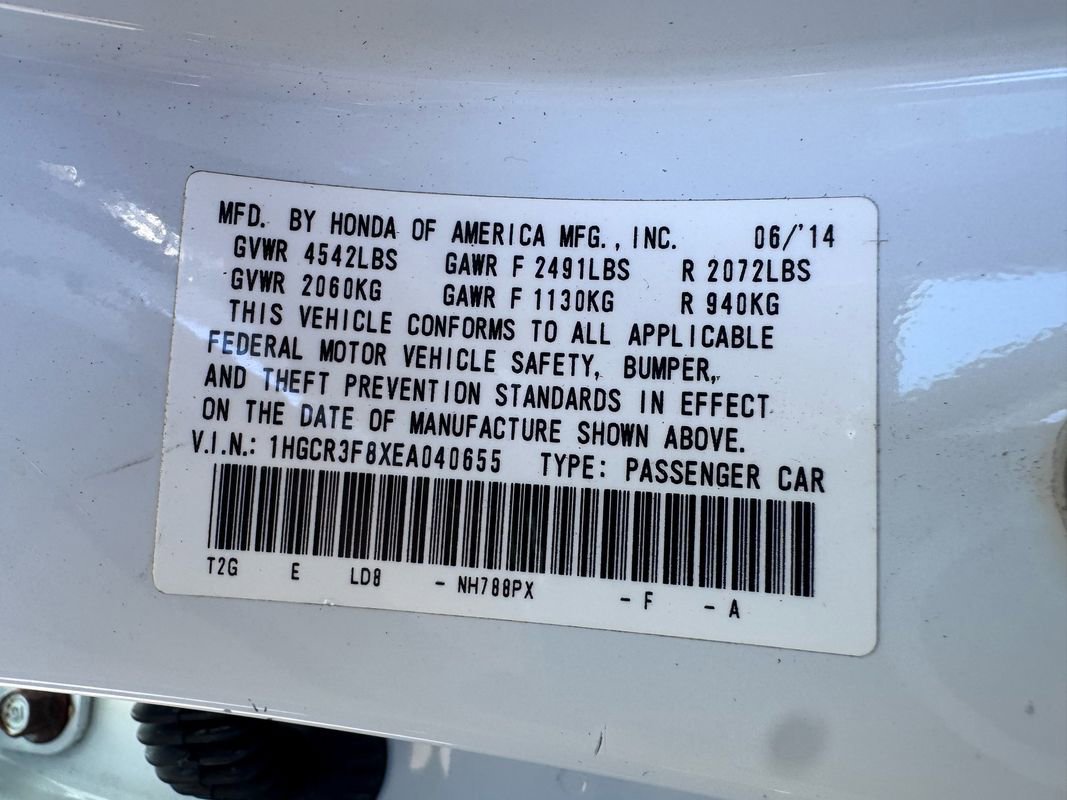 MFD. BY HONDA OF AMERICA MFG., INC. 06/'14
GVWR 4542LBS GAWR F 2491LBS R 2072LBS
GVWR 2060KG GAWR F 1130KG R 940KG
THIS VEHICLE CONFORMS TO ALL APPLICABLE
FEDERAL MOTOR VEHICLE SAFETY, BUMPER,
AND THEFT PREVENTION STANDARDS IN EFFECT
ON THE DATE OF MANUFACTURE SHOWN ABOVE.
V.I.N.: 1HGCR3F8XEA040655 TYPE: PASSENGER CAR
T2G E LD8 - NH788PX - F - A